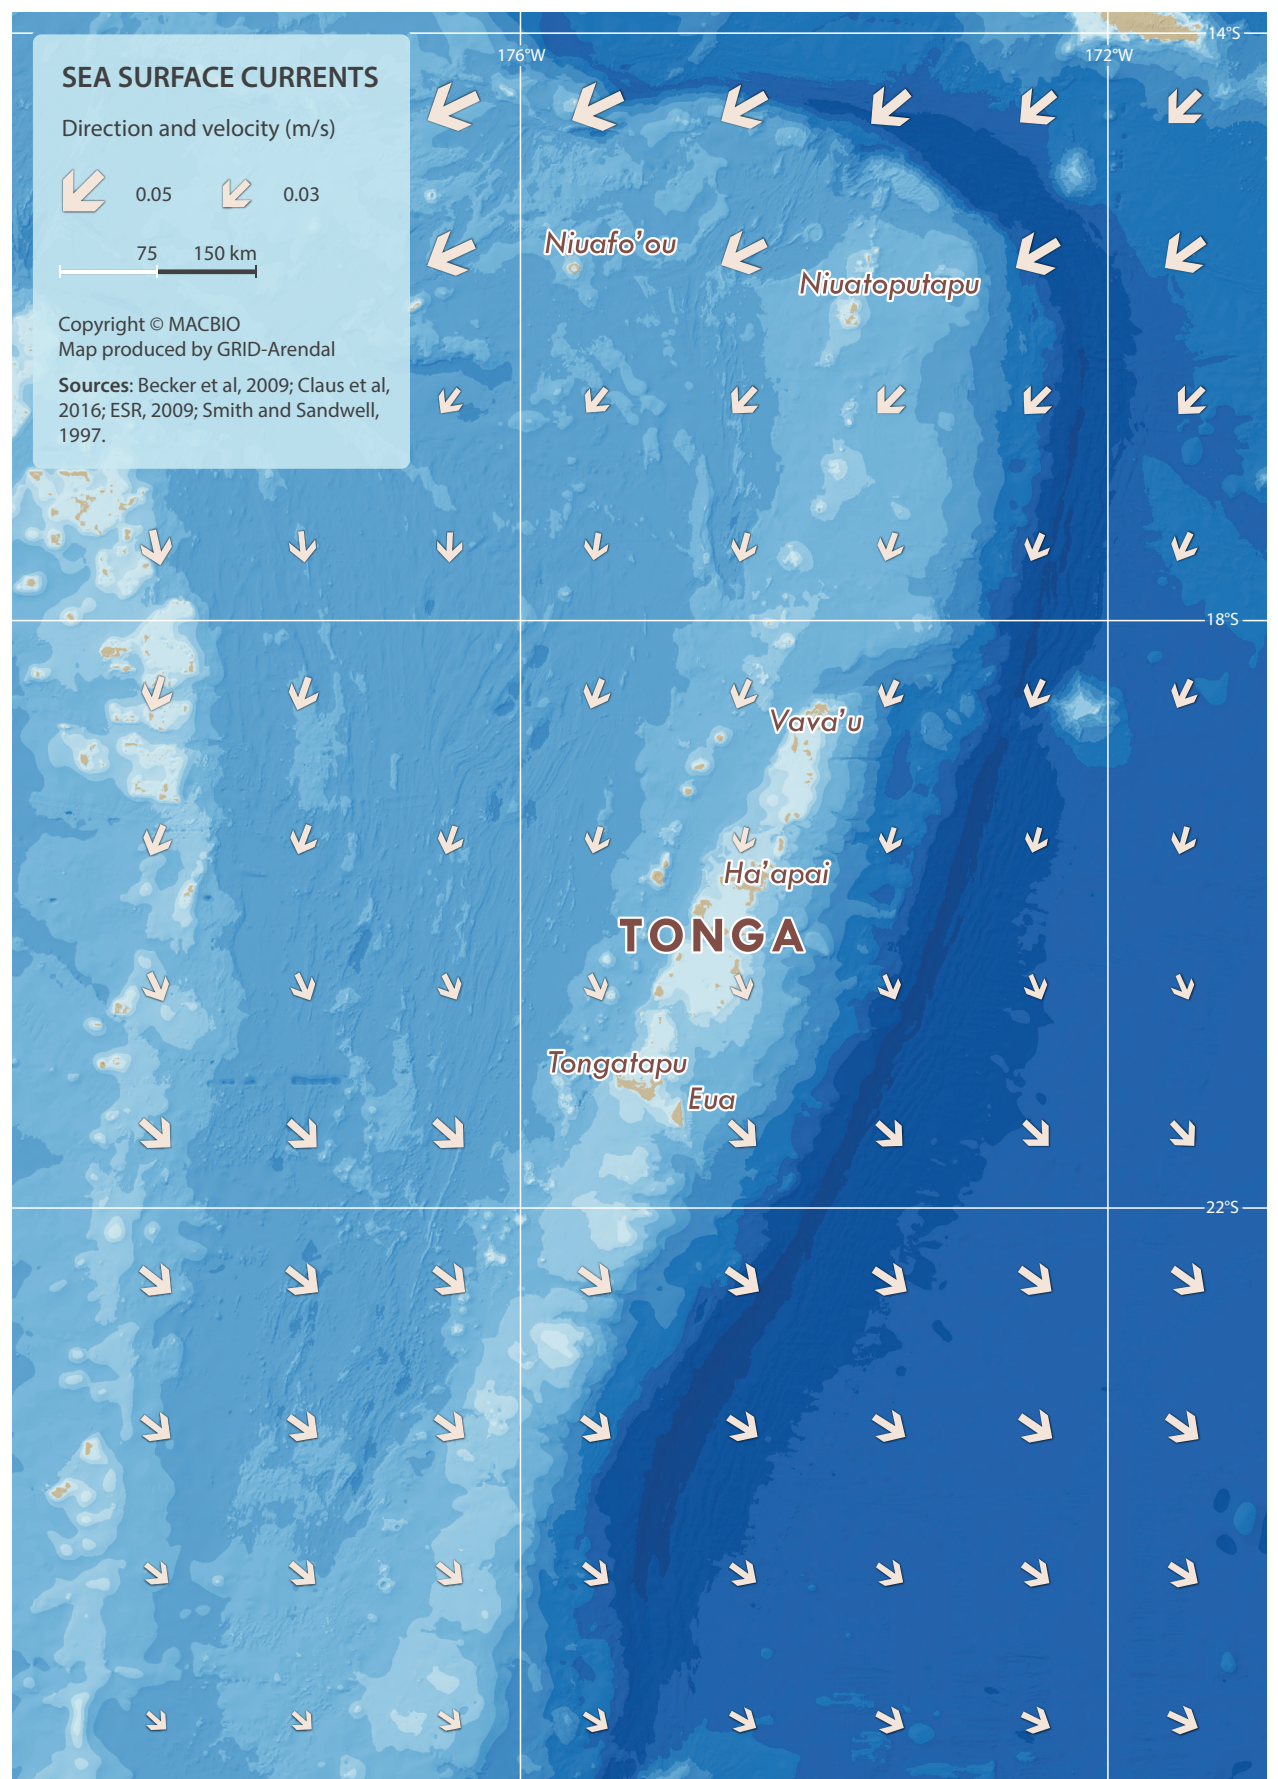 14°S
176°W
172°W
SEA SURFACE CURRENTS
Direction and velocity (m/s)
0.05
0.03
75 150 km
Copyright © MACBIO
Map produced by GRID-Arendal
Sources: Becker et al, 2009; Claus et al,
2016; ESR, 2009; Smith and Sandwell,
1997.
Niuafo'ou
Niuatoputapu
18°S
Vava'u
Ha'apai
TONGA
Tongatapu
Eua
22°S